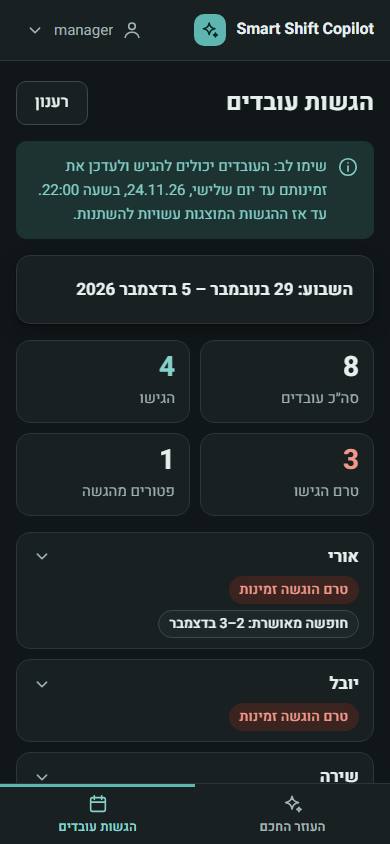 Smart Shift Copilot
manager
הגשות עובדים
רענון
שימו לב: העובדים יכולים להגיש ולעדכן את
זמינותם עד יום שלישי, 24.11.26, בשעה 22:00.
עד אז ההגשות המוצגות עשויות להשתנות.
השבוע: 29 בנובמבר – 5 בדצמבר 2026
8
סה״כ עובדים
4
הגישו
3
טרם הגישו
1
פטורים מהגשה
אורי
טרם הוגשה זמינות
חופשה מאושרת: 2–3 בדצמבר
יובל
טרם הוגשה זמינות
שירה
העוזר החכם
הגשות עובדים